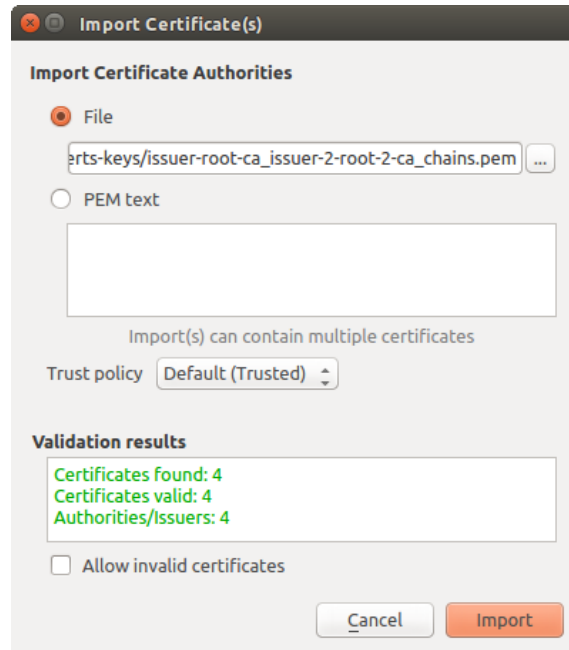 Import Certificate(s)
Import Certificate Authorities
File
erts-keys/issuer-root-ca_issuer-2-root-2-ca_chains.pem ...
PEM text
Import(s) can contain multiple certificates
Trust policy Default (Trusted)
Validation results
Certificates found: 4
Certificates valid: 4
Authorities/Issuers: 4
Allow invalid certificates
Cancel Import